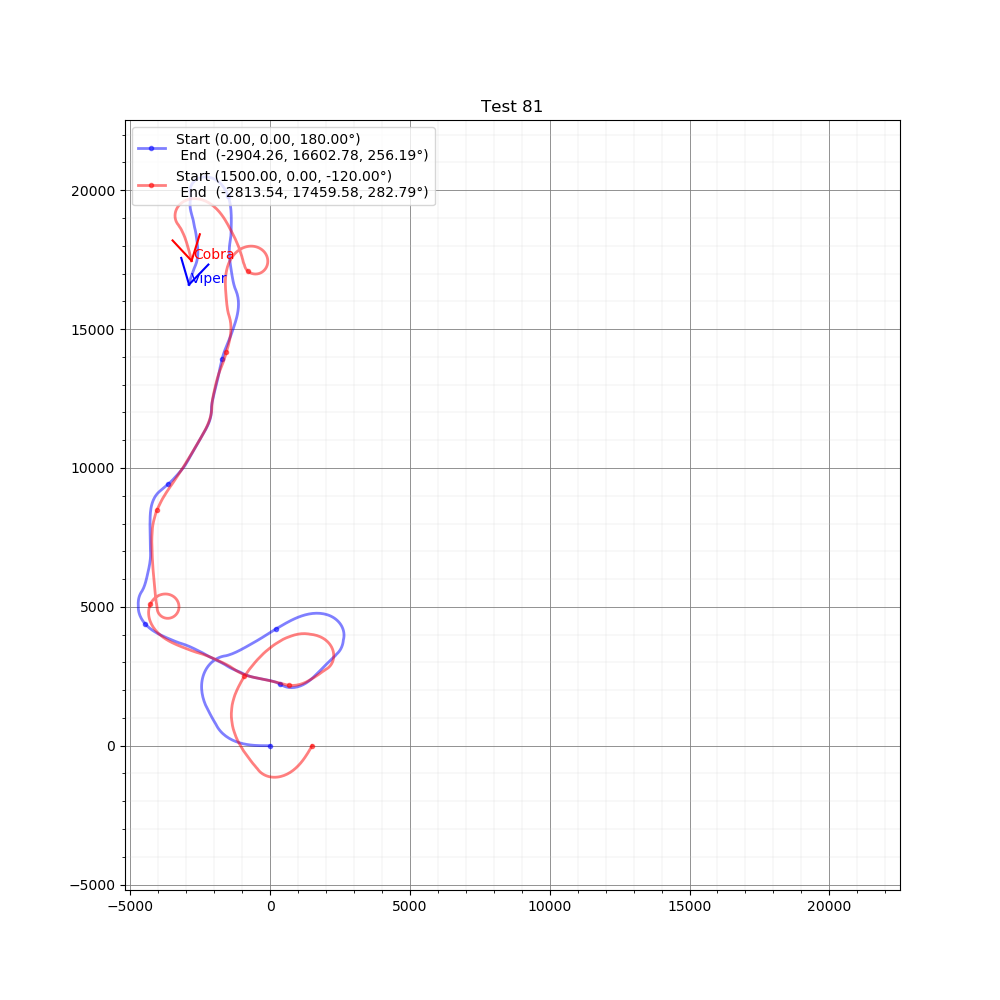 Test 81
Start (0.00, 0.00, 180.00°)
End (-2904.26, 16602.78, 256.19°)
Start (1500.00, 0.00, -120.00°)
End (-2813.54, 17459.58, 282.79°)
Cobra
Viper
20000
15000
10000
5000
0
−5000
−5000
0
5000
10000
15000
20000